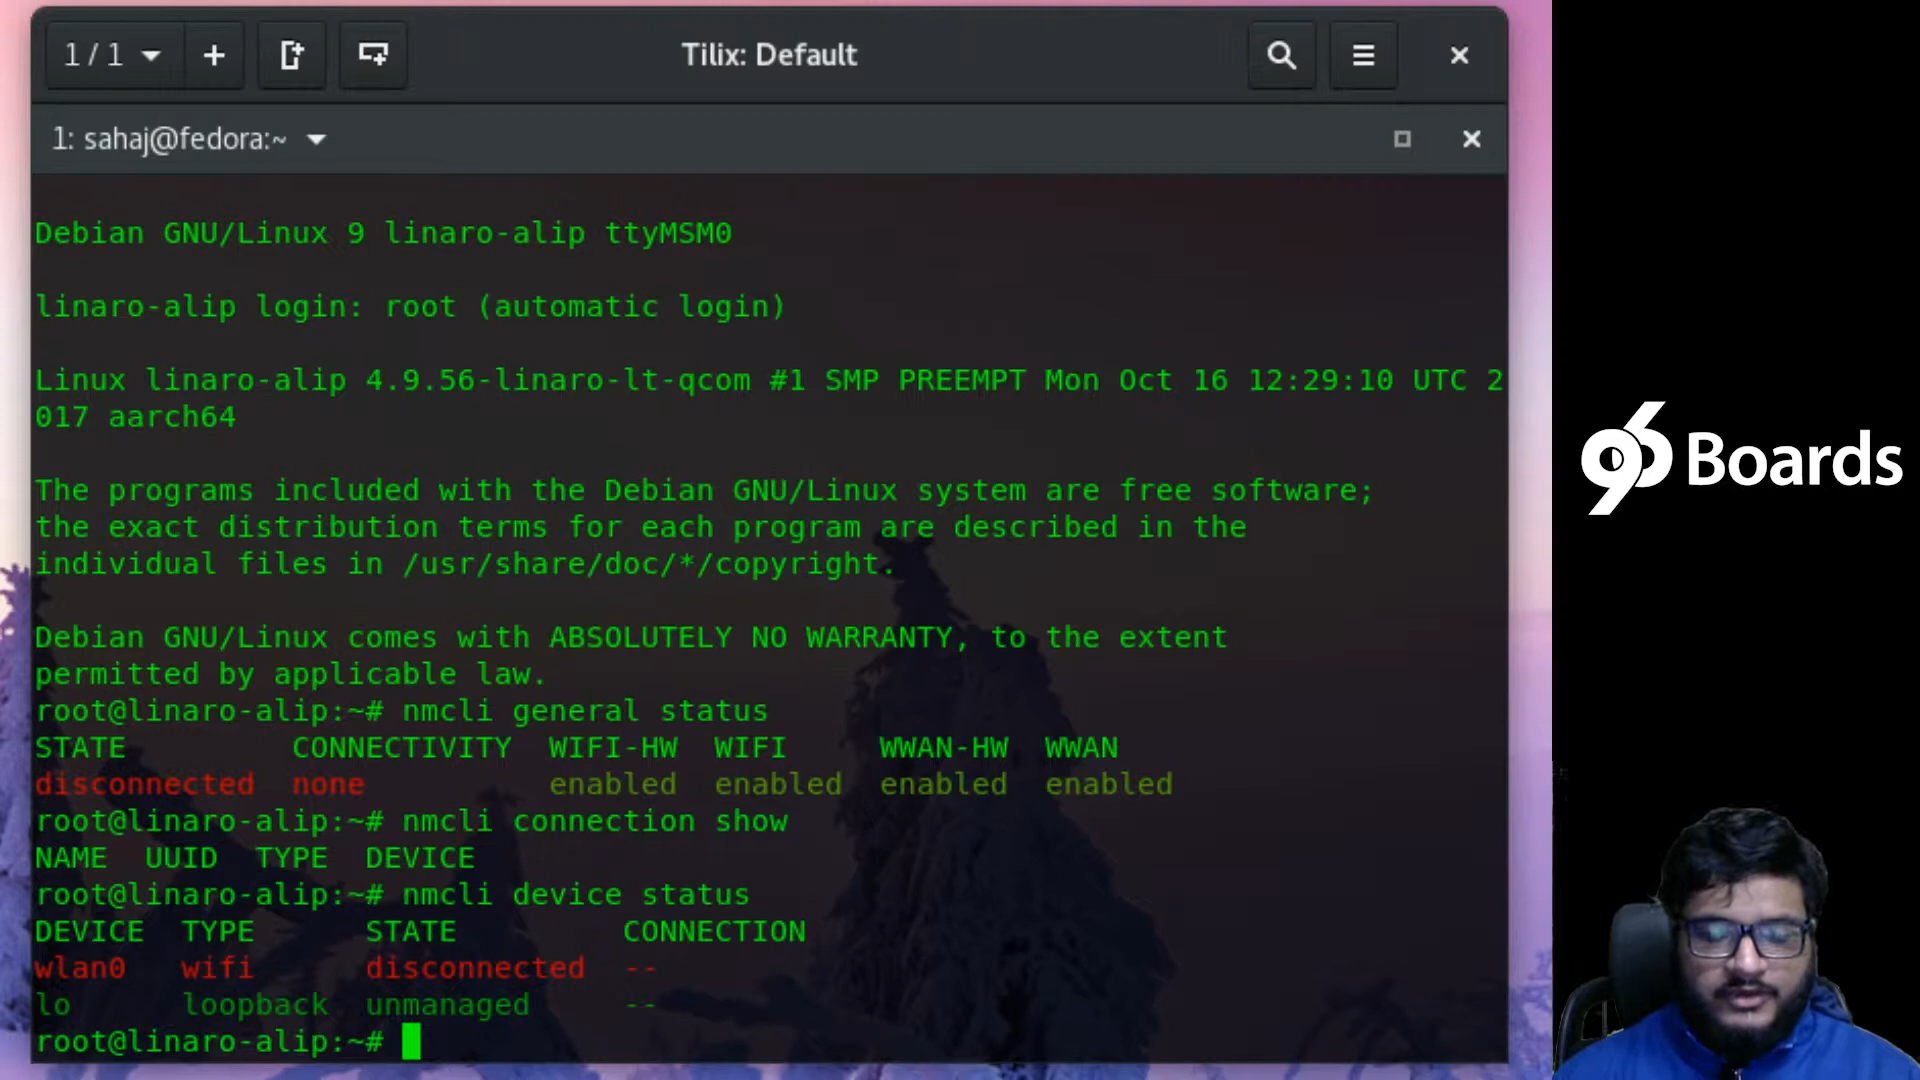 1 / 1
Tilix: Default
1: sahaj@fedora:~
Debian GNU/Linux 9 linaro-alip ttyMSM0
linaro-alip login: root (automatic login)
Linux linaro-alip 4.9.56-linaro-lt-qcom #1 SMP PREEMPT Mon Oct 16 12:29:10 UTC 2
017 aarch64
The programs included with the Debian GNU/Linux system are free software;
the exact distribution terms for each program are described in the
individual files in /usr/share/doc/*/copyright.
Debian GNU/Linux comes with ABSOLUTELY NO WARRANTY, to the extent
permitted by applicable law.
root@linaro-alip:~# nmcli general status
STATE CONNECTIVITY WIFI-HW WIFI WWAN-HW WWAN
disconnected none enabled enabled enabled enabled
root@linaro-alip:~# nmcli connection show
NAME UUID TYPE DEVICE
root@linaro-alip:~# nmcli device status
DEVICE TYPE STATE CONNECTION
wlan0 wifi disconnected --
lo loopback unmanaged --
root@linaro-alip:~#
96 Boards